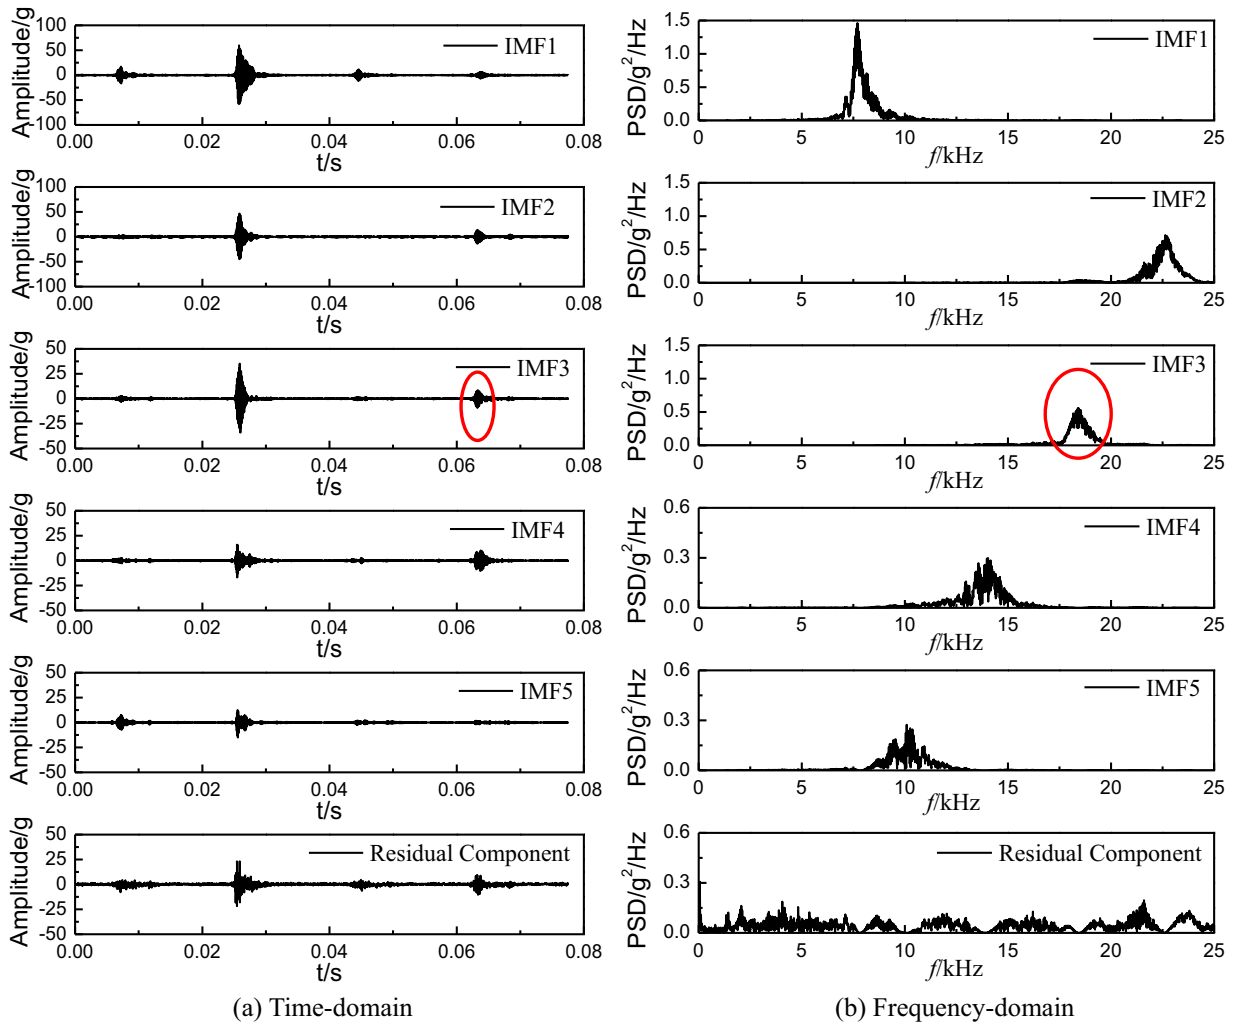 100
50
0
-50
-100
Amplitude/g
IMF1
0.00 0.02 0.04 0.06 0.08
t/s
1.5
1.0
0.5
0.0
PSD/g²/Hz
IMF1
0 5 10 15 20 25
f/kHz
100
50
0
-50
-100
Amplitude/g
IMF2
0.00 0.02 0.04 0.06 0.08
t/s
1.5
1.0
0.5
0.0
PSD/g²/Hz
IMF2
0 5 10 15 20 25
f/kHz
50
25
0
-25
-50
Amplitude/g
IMF3
0.00 0.02 0.04 0.06 0.08
t/s
1.5
1.0
0.5
0.0
PSD/g²/Hz
IMF3
0 5 10 15 20 25
f/kHz
50
25
0
-25
-50
Amplitude/g
IMF4
0.00 0.02 0.04 0.06 0.08
t/s
0.6
0.3
0.0
PSD/g²/Hz
IMF4
0 5 10 15 20 25
f/kHz
50
25
0
-25
-50
Amplitude/g
IMF5
0.00 0.02 0.04 0.06 0.08
t/s
0.6
0.3
0.0
PSD/g²/Hz
IMF5
0 5 10 15 20 25
f/kHz
50
25
0
-25
-50
Amplitude/g
Residual Component
0.00 0.02 0.04 0.06 0.08
t/s
0.6
0.3
0.0
PSD/g²/Hz
Residual Component
0 5 10 15 20 25
f/kHz
(a) Time-domain
(b) Frequency-domain